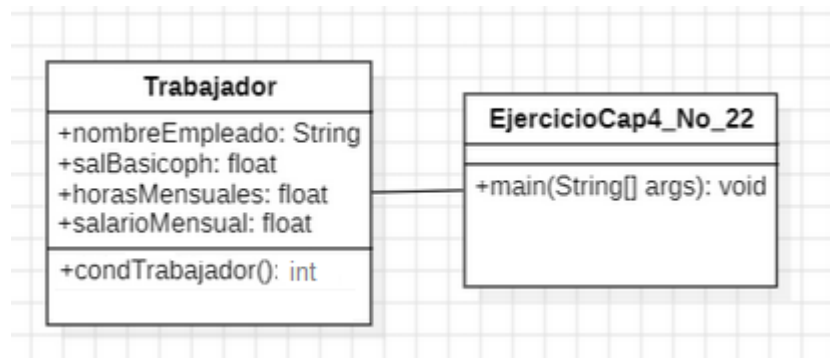 Trabajador
+nombreEmpleado: String
+salBasicoph: float
+horasMensuales: float
+salarioMensual: float
+condTrabajador(): int
EjercicioCap4_No_22
+main(String[] args): void